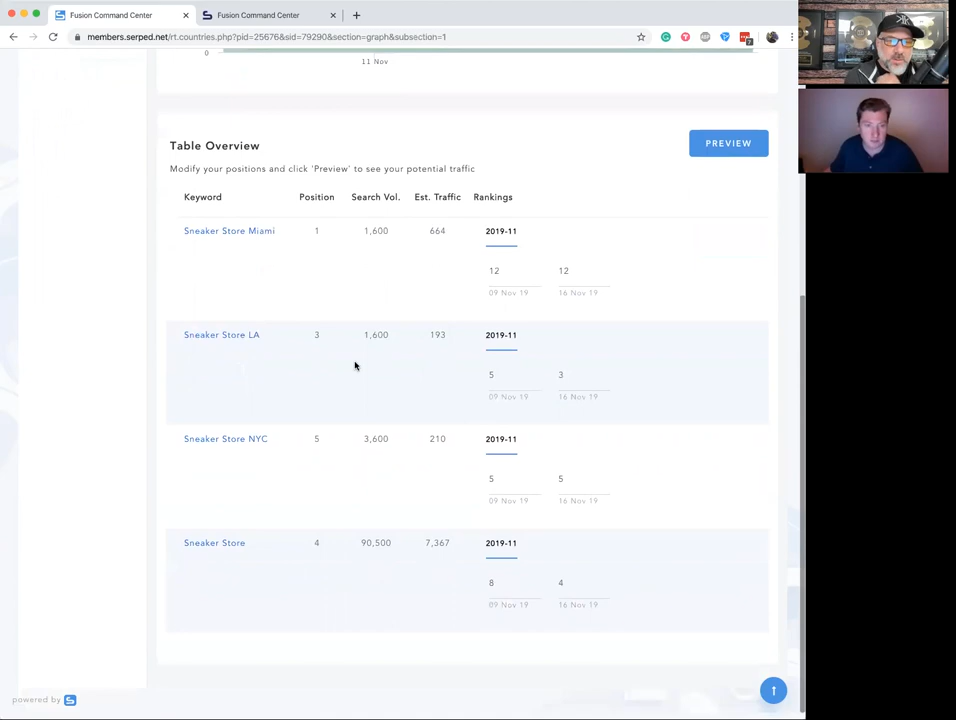 Fusion Command Center
Fusion Command Center
members.serped.net/rt.countries.php?pid=25676&sid=79290&section=graph&subsection=1
7
0
11 Nov
Table Overview
PREVIEW
Modify your positions and click 'Preview' to see your potential traffic
Keyword Position Search Vol. Est. Traffic Rankings
Sneaker Store Miami 1 1,600 664 2019-11
12 12
09 Nov 19 16 Nov 19
Sneaker Store LA 3 1,600 193 2019-11
5 3
09 Nov 19 16 Nov 19
Sneaker Store NYC 5 3,600 210 2019-11
5 5
09 Nov 19 16 Nov 19
Sneaker Store 4 90,500 7,367 2019-11
8 4
09 Nov 19 16 Nov 19
powered by S